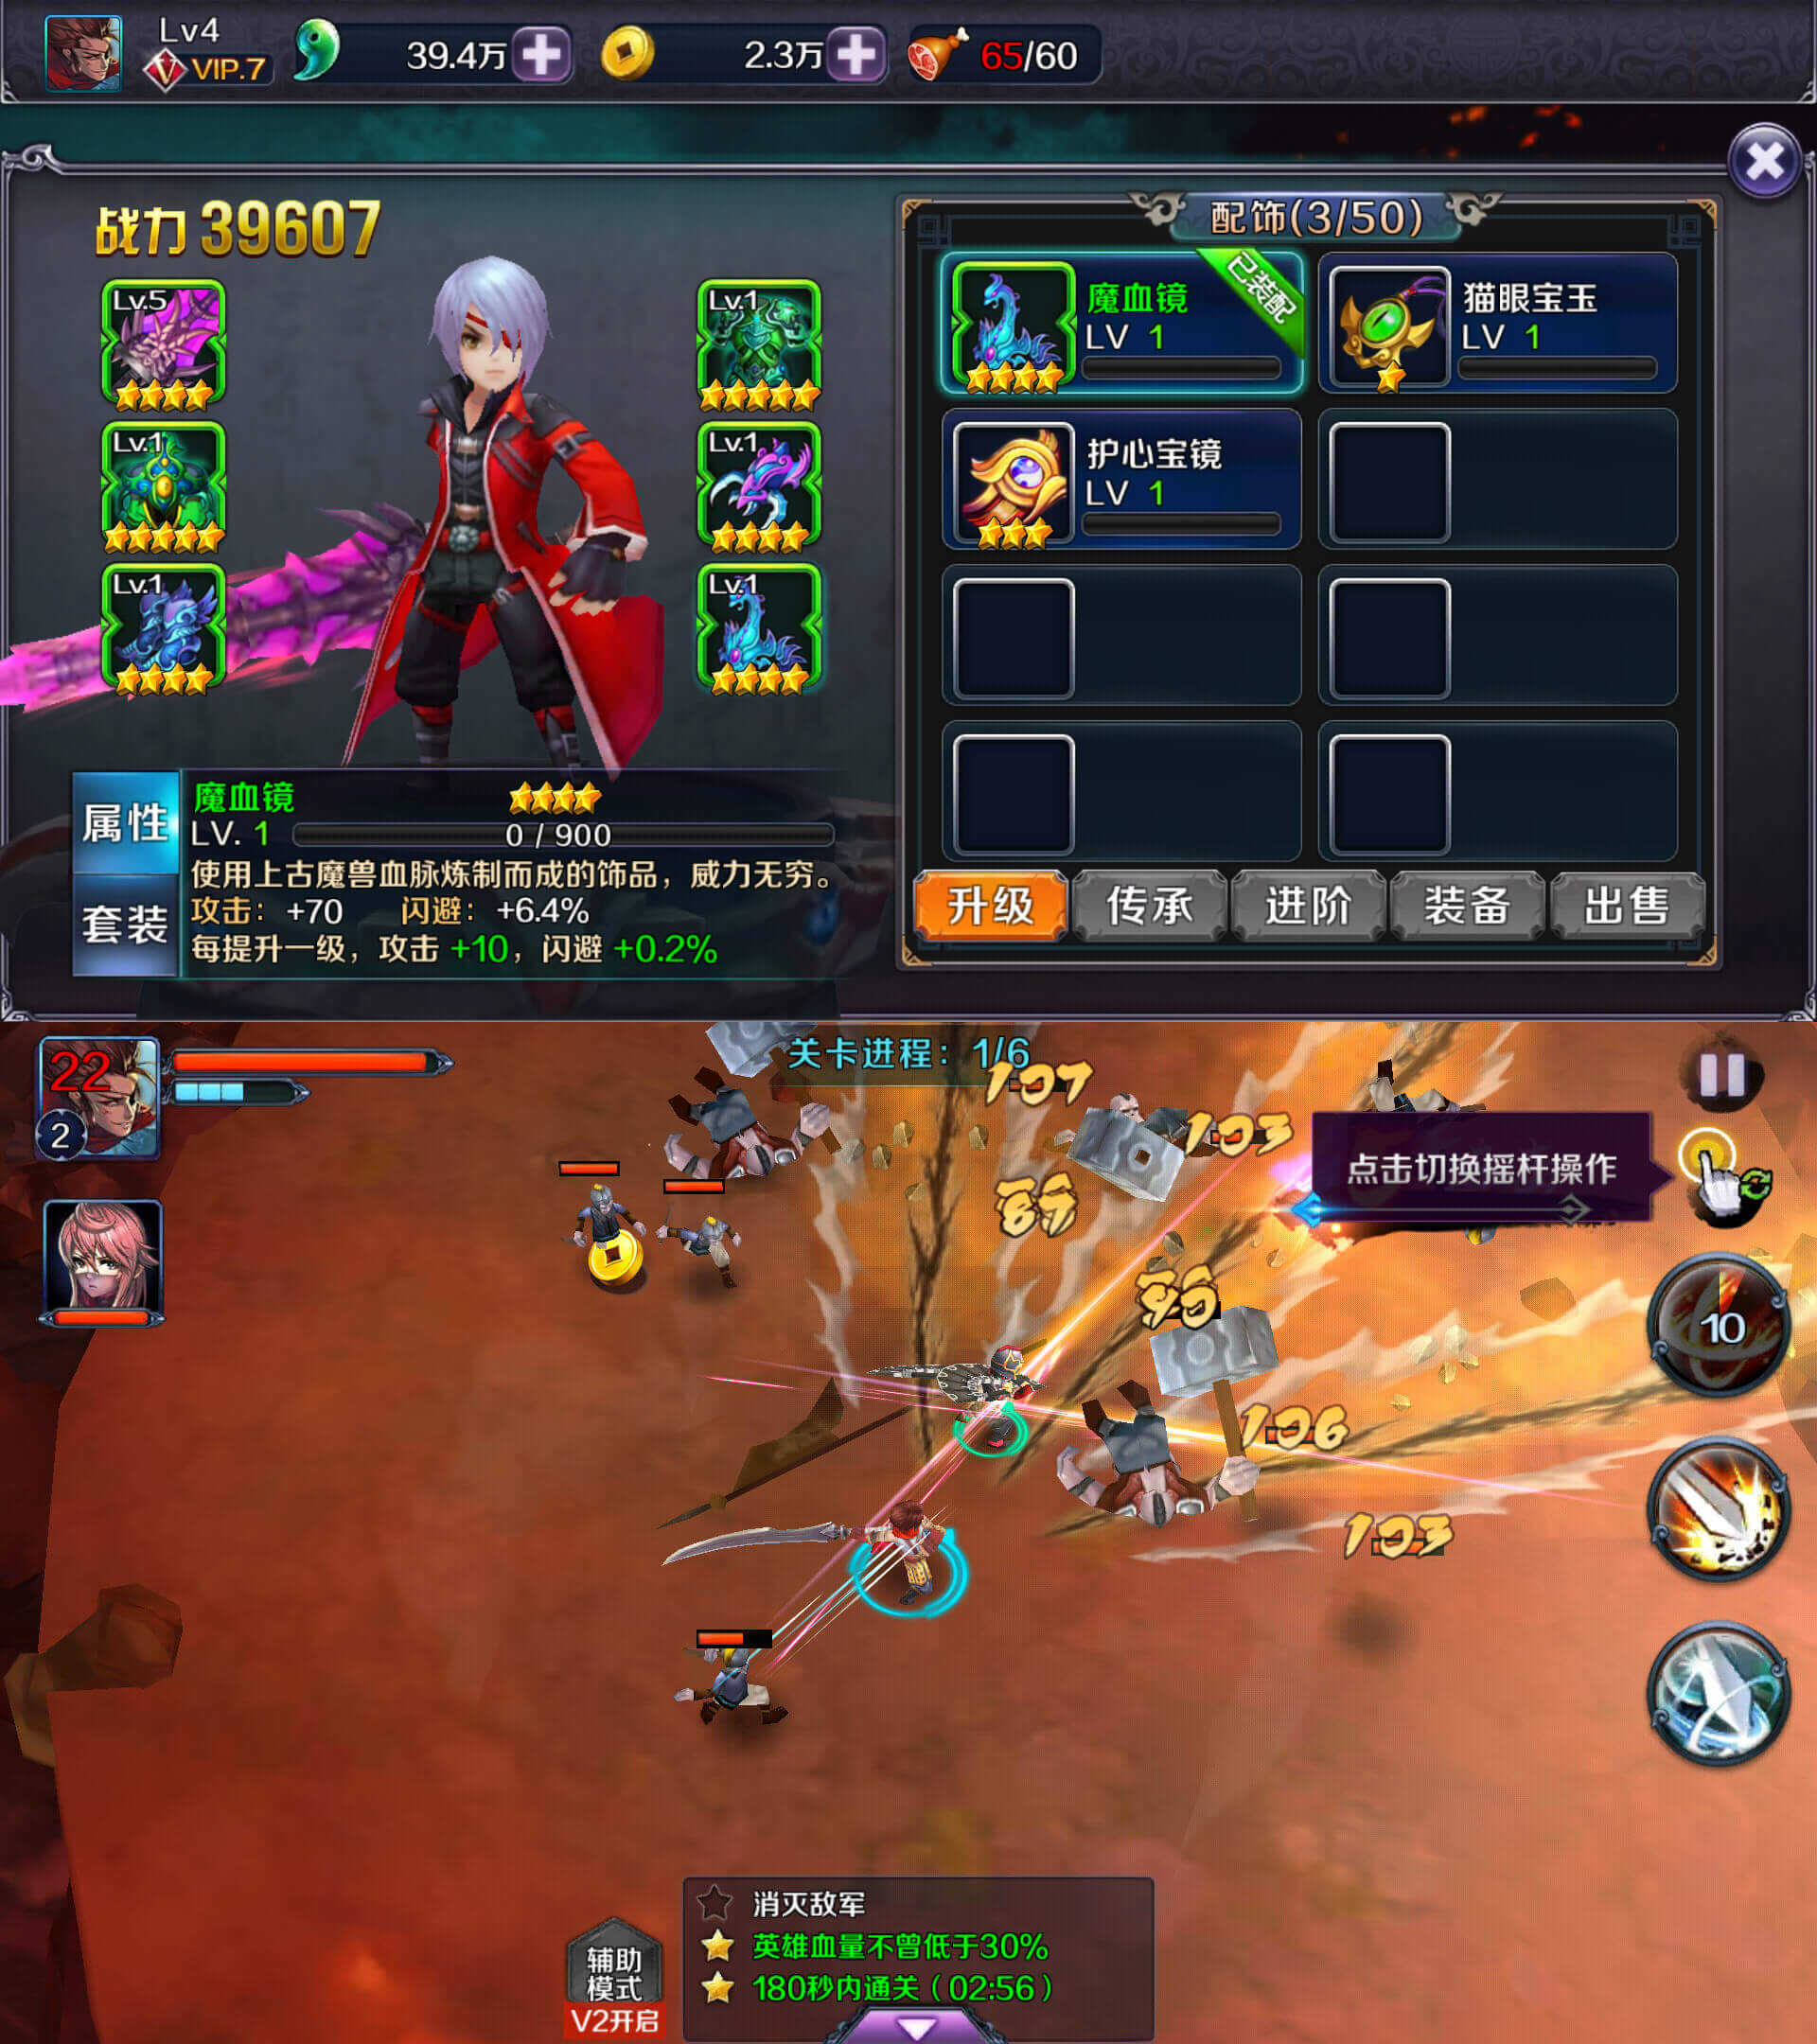 Lv4
VIP.7
39.4万
2.3万
65/60
战力 39607
配饰(3/50)
Lv.5
Lv.1
Lv.1
Lv.1
Lv.1
Lv.1
魔血镜
LV 1
已装配
猫眼宝玉
LV 1
护心宝镜
LV 1
属性
套装
魔血镜
LV. 1
0 / 900
使用上古魔兽血脉炼制而成的饰品，威力无穷。
攻击： +70 闪避： +6.4%
每提升一级，攻击 +10，闪避 +0.2%
升级
传承
进阶
装备
出售
22
2
关卡进程： 1/6
107
103
89
点击切换摇杆操作
10
106
103
消灭敌军
英雄血量不曾低于30%
180秒内通关（02:56）
辅助
模式
V2开启